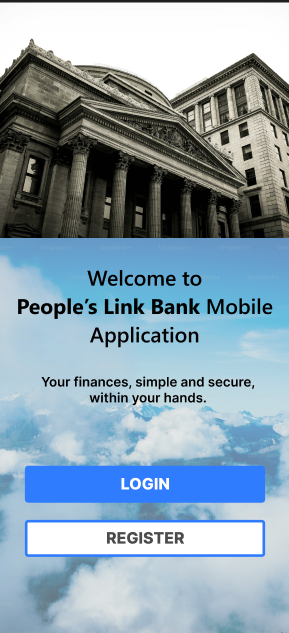 Welcome to
People's Link Bank Mobile
Application
Your finances, simple and secure,
within your hands.
LOGIN
REGISTER